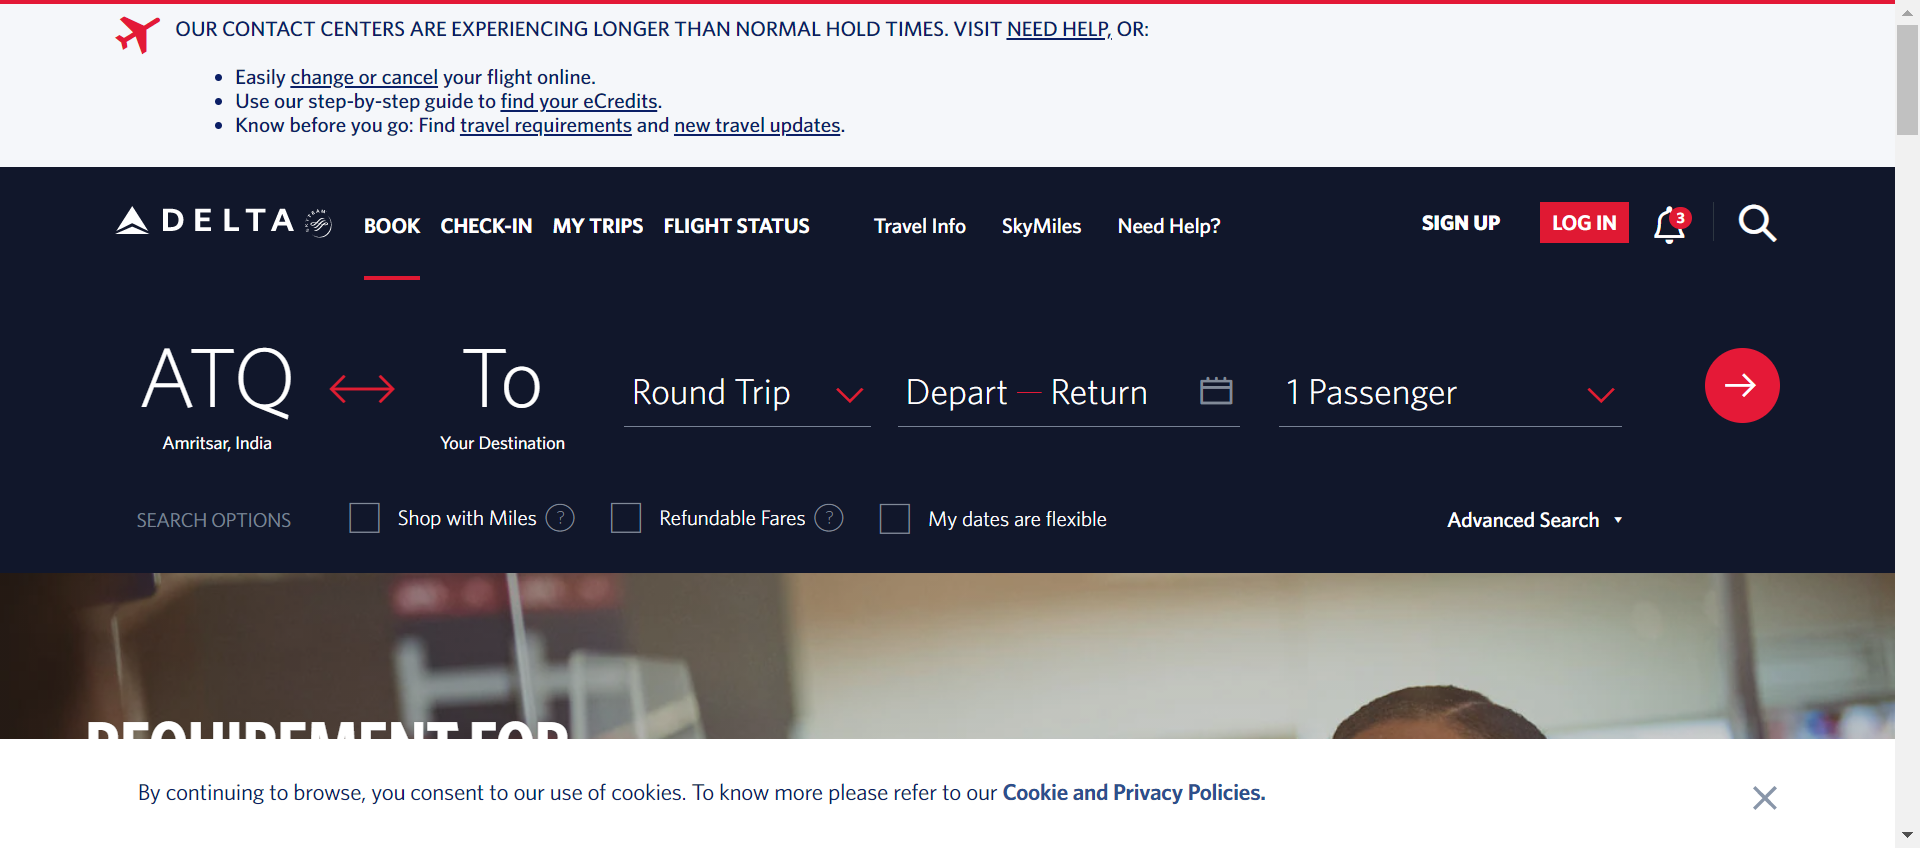 OUR CONTACT CENTERS ARE EXPERIENCING LONGER THAN NORMAL HOLD TIMES. VISIT NEED HELP, OR:
• Easily change or cancel your flight online.
• Use our step-by-step guide to find your eCredits.
• Know before you go: Find travel requirements and new travel updates.
DELTA BOOK CHECK-IN MY TRIPS FLIGHT STATUS Travel Info SkyMiles Need Help? SIGN UP LOG IN 3
ATQ To Round Trip Depart — Return 1 Passenger
Amritsar, India Your Destination
SEARCH OPTIONS Shop with Miles ? Refundable Fares ? My dates are flexible Advanced Search
REQUIREMENT FOR
By continuing to browse, you consent to our use of cookies. To know more please refer to our Cookie and Privacy Policies.